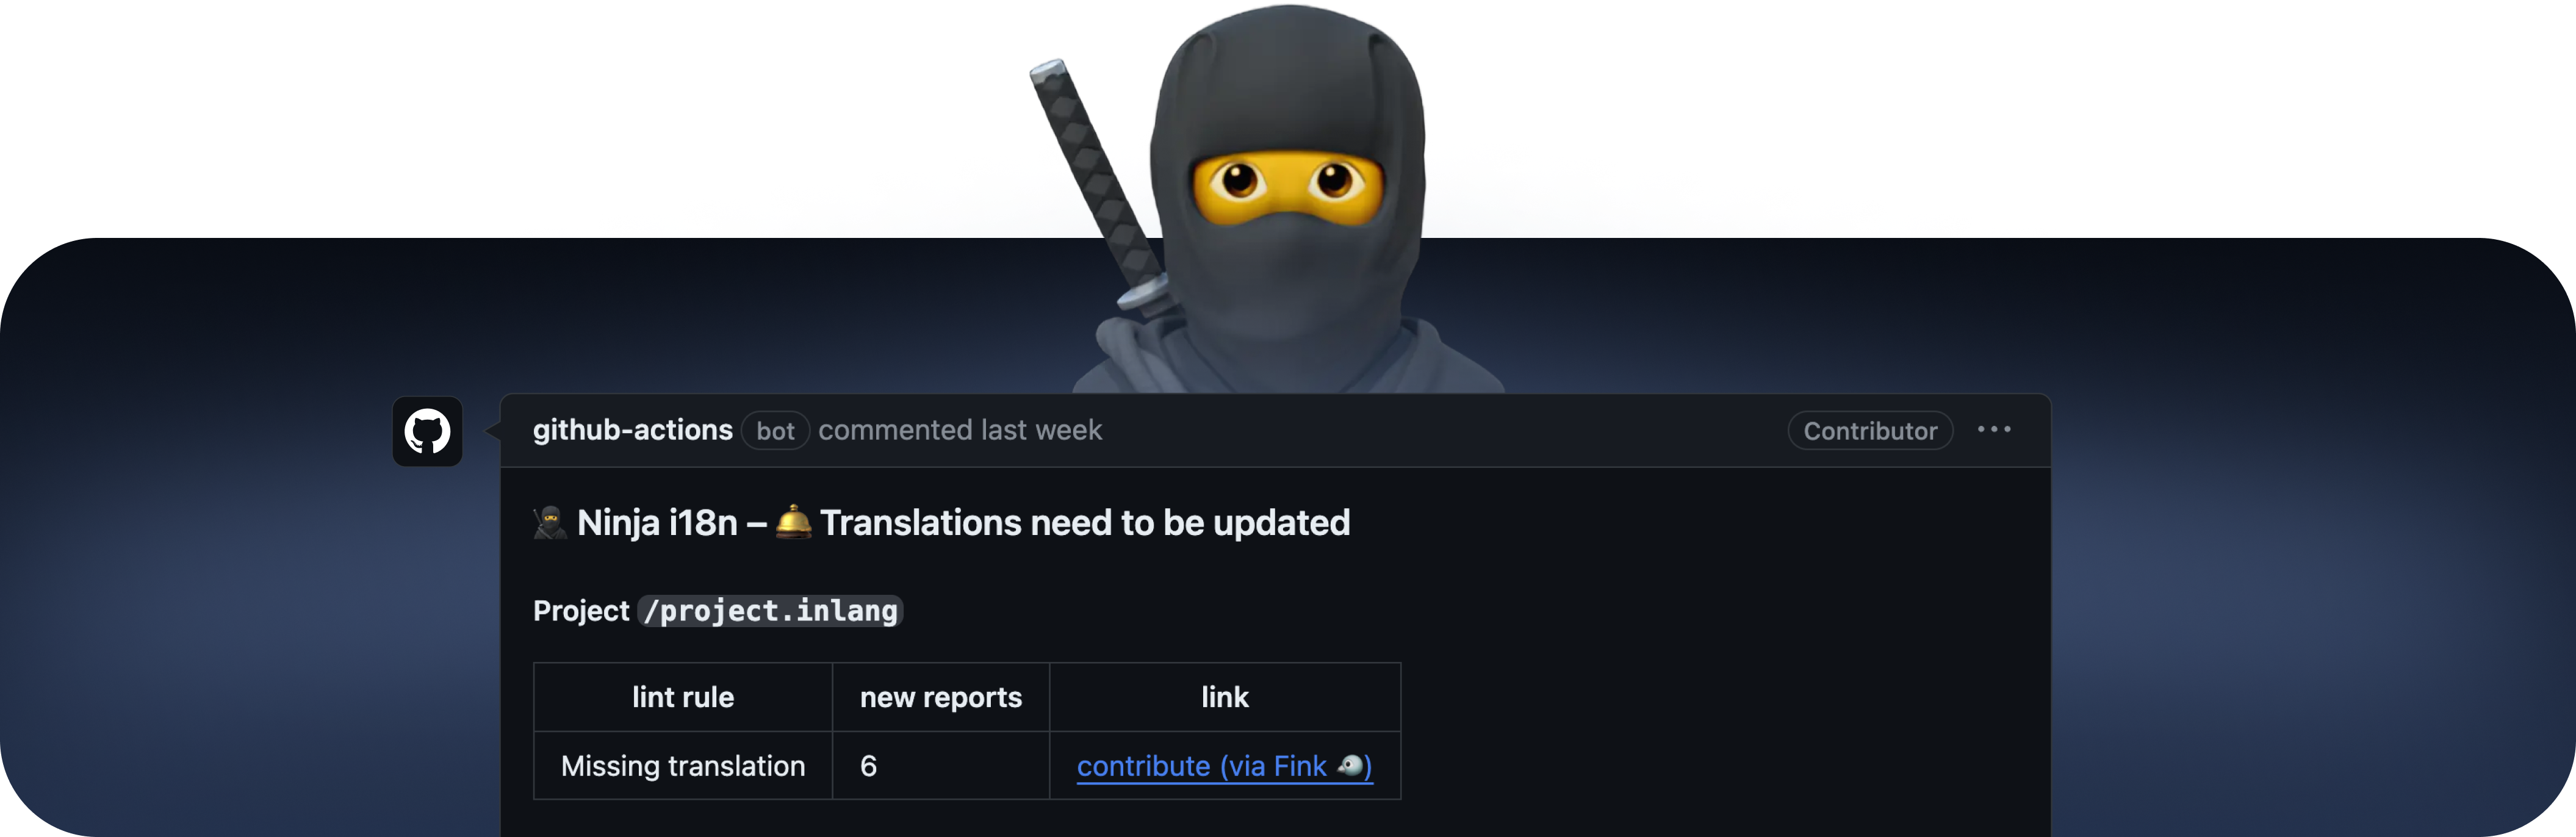 github-actions bot commented last week Contributor ...
🥷 Ninja i18n – 🛎️ Translations need to be updated
Project /project.inlang
lint rule new reports link
Missing translation 6 contribute (via Fink 🐦)